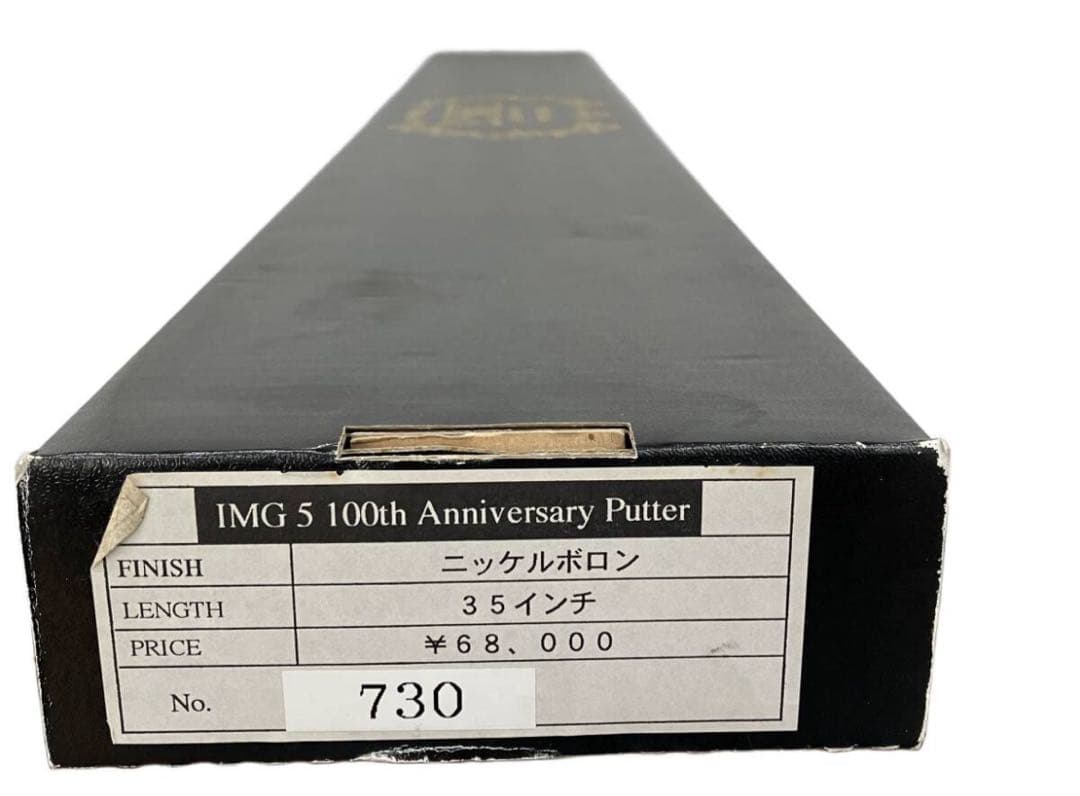 IMG 5 100th Anniversary Putter
FINISH ニッケルボロン
LENGTH ３５インチ
PRICE ￥６８、０００
No. 730